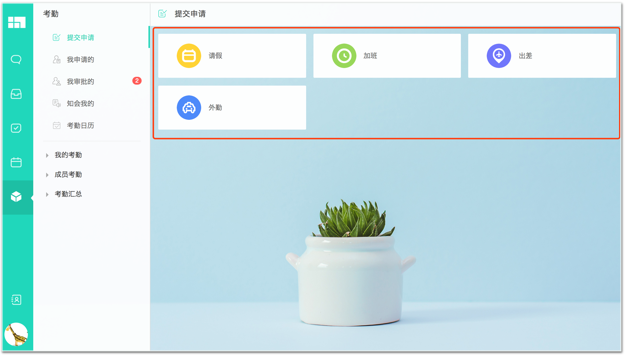 考勤
提交申请
我申请的
我审批的
2
知会我的
考勤日历
我的考勤
成员考勤
考勤汇总
提交申请
请假
加班
出差
外勤